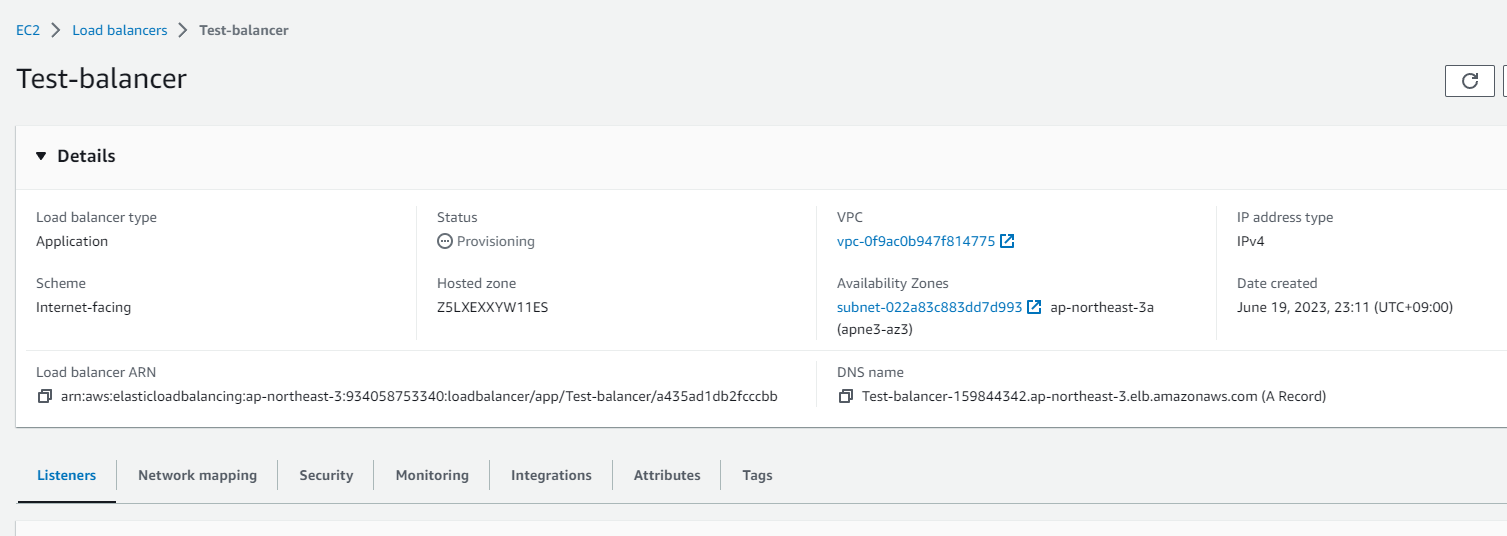 EC2 > Load balancers > Test-balancer
Test-balancer
Details
Load balancer type
Application
Status
Provisioning
VPC
vpc-0f9ac0b947f814775
IP address type
IPv4
Scheme
Internet-facing
Hosted zone
Z5LXEXXYW11ES
Availability Zones
subnet-022a83c883dd7d993 ap-northeast-3a
(apne3-az3)
Date created
June 19, 2023, 23:11 (UTC+09:00)
Load balancer ARN
arn:aws:elasticloadbalancing:ap-northeast-3:934058753340:loadbalancer/app/Test-balancer/a435ad1db2fcccbb
DNS name
Test-balancer-159844342.ap-northeast-3.elb.amazonaws.com (A Record)
Listeners Network mapping Security Monitoring Integrations Attributes Tags